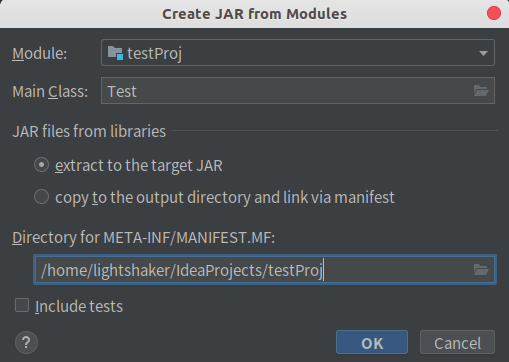 Create JAR from Modules
Module: testProj
Main Class: Test
JAR files from libraries
extract to the target JAR
copy to the output directory and link via manifest
Directory for META-INF/MANIFEST.MF:
/home/lightshaker/IdeaProjects/testProj
Include tests
? OK Cancel